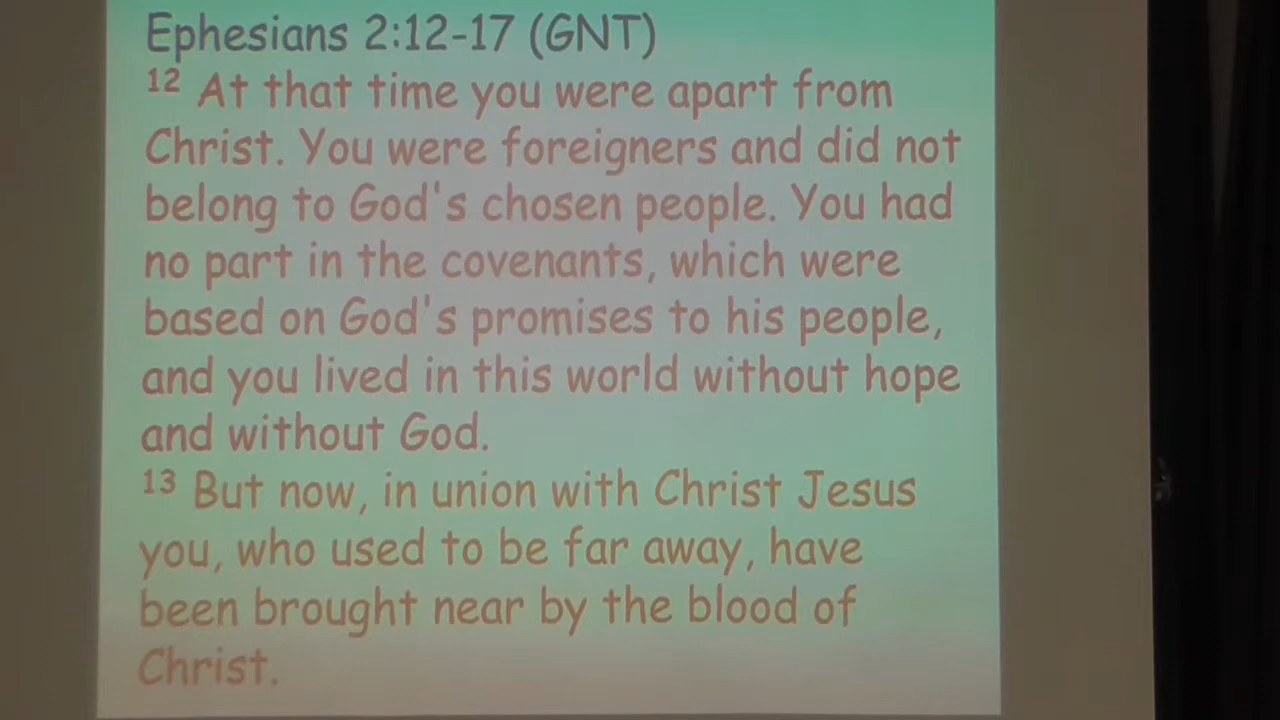 Ephesians 2:12-17 (GNT)
12 At that time you were apart from
Christ. You were foreigners and did not
belong to God's chosen people. You had
no part in the covenants, which were
based on God's promises to his people,
and you lived in this world without hope
and without God.
13 But now, in union with Christ Jesus
you, who used to be far away, have
been brought near by the blood of
Christ.